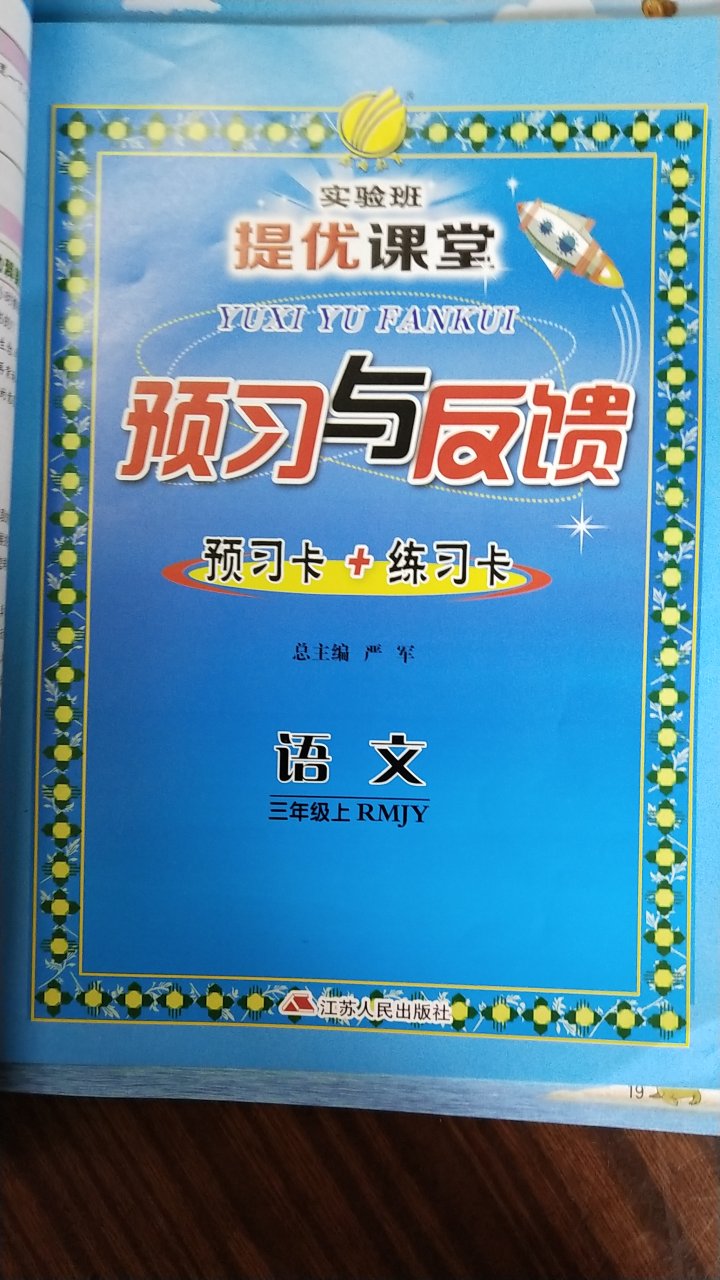 实验班
提优课堂
YUXI YU FANKUI
预习与反馈
预习卡+练习卡
总主编 严 军
语 文
三年级上 RMJY
江苏人民出版社
19